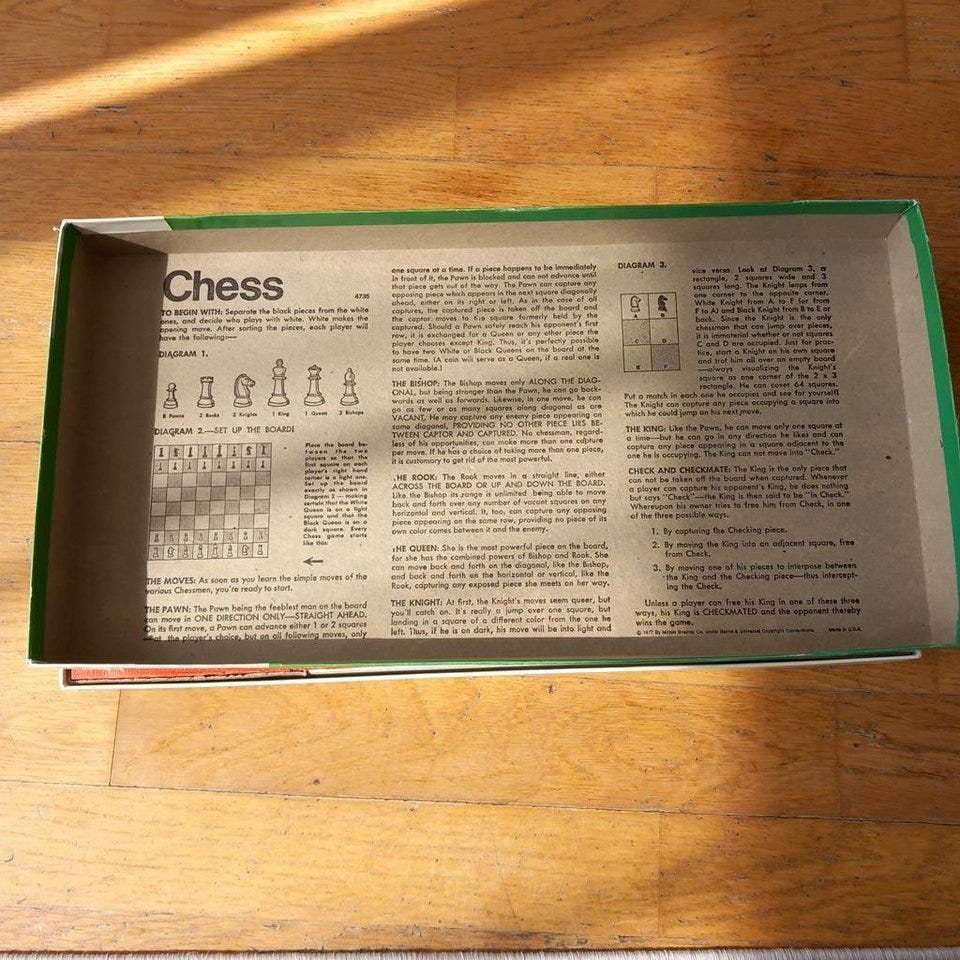 Chess
4735
TO BEGIN WITH: Separate the black pieces from the white
ones, and decide who plays with white. White makes the
opening move. After sorting the pieces, each player will
have the following:—
DIAGRAM 1.
8 Pawns 2 Rooks 2 Knights 1 King 1 Queen 2 Bishops
DIAGRAM 2.—SET UP THE BOARD!
Place the board be-
tween the two
players so that the
first square on each
player's right hand
corner is a light one.
Set up the board
exactly as shown in
Diagram 2 — making
certain that the White
Queen is on a light
square and that the
Black Queen is on a
dark square. Every
Chess game starts
like this:
THE MOVES: As soon as you learn the simple moves of the
various Chessmen, you're ready to start.
THE PAWN: The Pawn being the feeblest man on the board
can move in ONE DIRECTION ONLY—STRAIGHT AHEAD.
On its first move, a Pawn can advance either 1 or 2 squares
at the player's choice, but on all following moves, only
one square at a time. If a piece happens to be immediately
in front of it, the Pawn is blocked and can not advance until
that piece gets out of the way. The Pawn can capture any
opposing piece which appears in the next square diagonally
ahead, either on its right or left. As in the case of all
captures, the captured piece is taken off the board and
the captor moves to the square formerly held by the
captured. Should a Pawn safely reach his opponent's first
row, it is exchanged for a Queen or any other piece the
player chooses except King. Thus, it's perfectly possible
to have two White or Black Queens on the board at the
same time. (A coin will serve as a Queen, if a real one is
not available.)
THE BISHOP: The Bishop moves only ALONG THE DIAG-
ONAL, but being stronger than the Pawn, he can go back-
words as well as forwards. Likewise, in one move, he can
go as few or as many squares along diagonal as are
VACANT. He may capture any enemy piece appearing on
same diagonal, PROVIDING NO OTHER PIECE LIES BE-
TWEEN CAPTOR AND CAPTURED. No chessman, regard-
less of his opportunities, can make more than one capture
per move. If he has a choice of taking more than one piece,
it is customary to get rid of the most powerful.
THE ROOK: The Rook moves in a straight line, either
ACROSS THE BOARD OR UP AND DOWN THE BOARD.
Like the Bishop its range is unlimited being able to move
back and forth over any number of vacant squares on any
horizontal and vertical. It, too, can capture any opposing
piece appearing on the same row, providing no piece of its
own color comes between it and the enemy.
THE QUEEN: She is the most powerful piece on the board,
for she has the combined powers of Bishop and Rook. She
can move back and forth on the diagonal, like the Bishop,
and back and forth on the horizontal or vertical, like the
Rook, capturing any exposed piece she meets on her way.
THE KNIGHT: At first, the Knight's moves seem queer, but
you'll catch on. It's really a jump over one square, but
landing in a square of a different color from the one he
left. Thus, if he is on dark, his move will be into light and
DIAGRAM 3.
A B
C D
E F
vice versa. Look at Diagram 3, a
rectangle, 2 squares wide and 3
squares long. The Knight leaps from
one corner to the opposite corner.
White Knight from A to F (or from
F to A) and Black Knight from B to E or
back. Since the Knight is the only
chessman that can jump over pieces,
it is immaterial whether or not squares
C and D are occupied. Just for prac-
tice, start a Knight on his own square
and trot him all over an empty board
—always visualizing the Knight's
square as one corner of the 2 x 3
rectangle. He can cover 64 squares.
Put a match in each one he occupies and see for yourself!
The Knight can capture any piece occupying a square into
which he could jump on his next move.
THE KING: Like the Pawn, he can move only one square at
a time—but he can go in any direction he likes and can
capture any piece appearing in a square adjacent to the
one he is occupying. The King can not move into "Check."
CHECK AND CHECKMATE: The King is the only piece that
can not be taken off the board when captured. Whenever
a player can capture his opponent's King, he does nothing
but says "Check"—the King is then said to be "In Check."
Whereupon his owner tries to free him from Check, in one
of the three possible ways.
1. By capturing the Checking piece.
2. By moving the King into an adjacent square, free
from Check.
3. By moving one of his pieces to interpose between
the King and the Checking piece—thus intercept-
ing the Check.
Unless a player can free his King in one of these three
ways, his King is CHECKMATED and the opponent thereby
wins the game.
© 1977 By Milton Bradley Co. under Berne & Universal Copyright Conventions. Made in U.S.A.